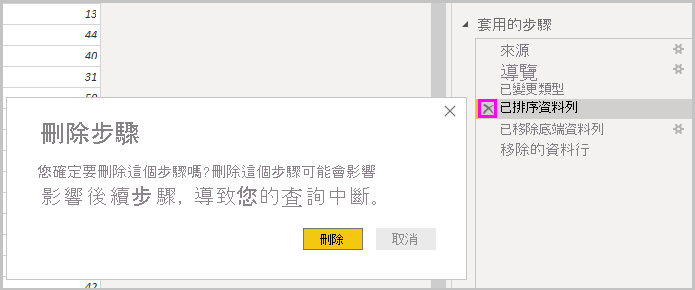 13
44
40
31
套用的步驟
來源
導覽
已變更類型
已排序資料列
已移除底端資料列
移除的資料行
刪除步驟
您確定要刪除這個步驟嗎?刪除這個步驟可能會影響
影響後續步驟, 導致您的查詢中斷。
刪除
取消
42